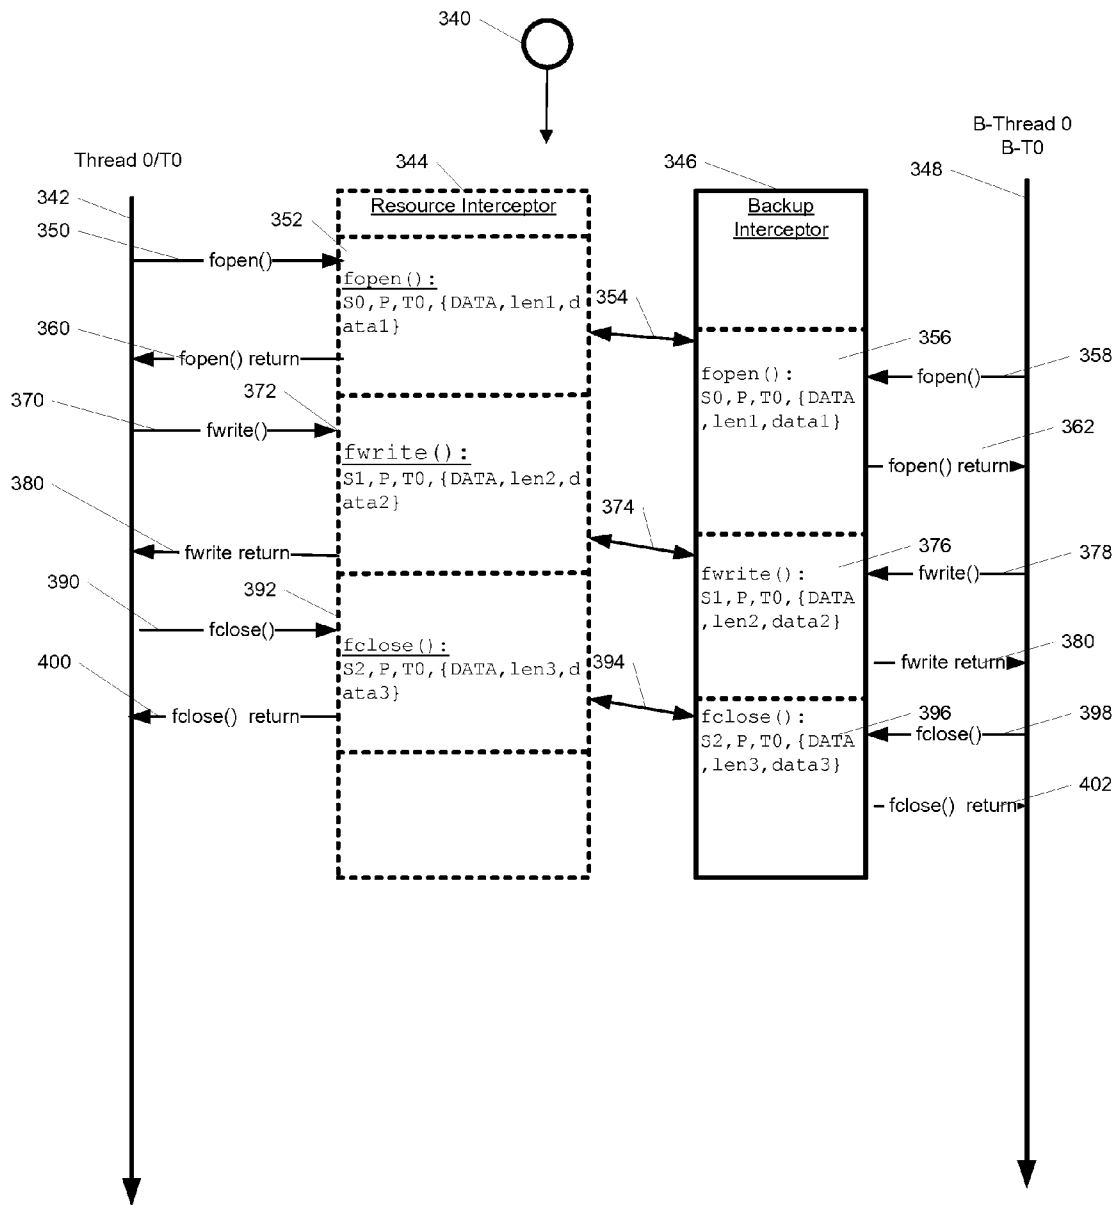 340
B-Thread 0
B-T0
Thread 0/T0
344
346
348
342
Resource Interceptor
Backup
Interceptor
352
350
fopen()
fopen():
S0,P,T0,{DATA,len1,d
ata1}
354
360
fopen() return
356
358
fopen():
fopen()
S0,P,T0,{DATA
,len1,data1}
372
370
fwrite()
362
fwrite():
fopen() return
S1,P,T0,{DATA,len2,d
ata2}
380
374
fwrite return
376
378
fwrite():
fwrite()
S1,P,T0,{DATA
,len2,data2}
390
392
fclose()
fclose():
S2,P,T0,{DATA,len3,d
ata3}
394
380
fwrite return
400
fclose() return
fclose():
396
398
S2,P,T0,{DATA
fclose()
,len3,data3}
402
fclose() return